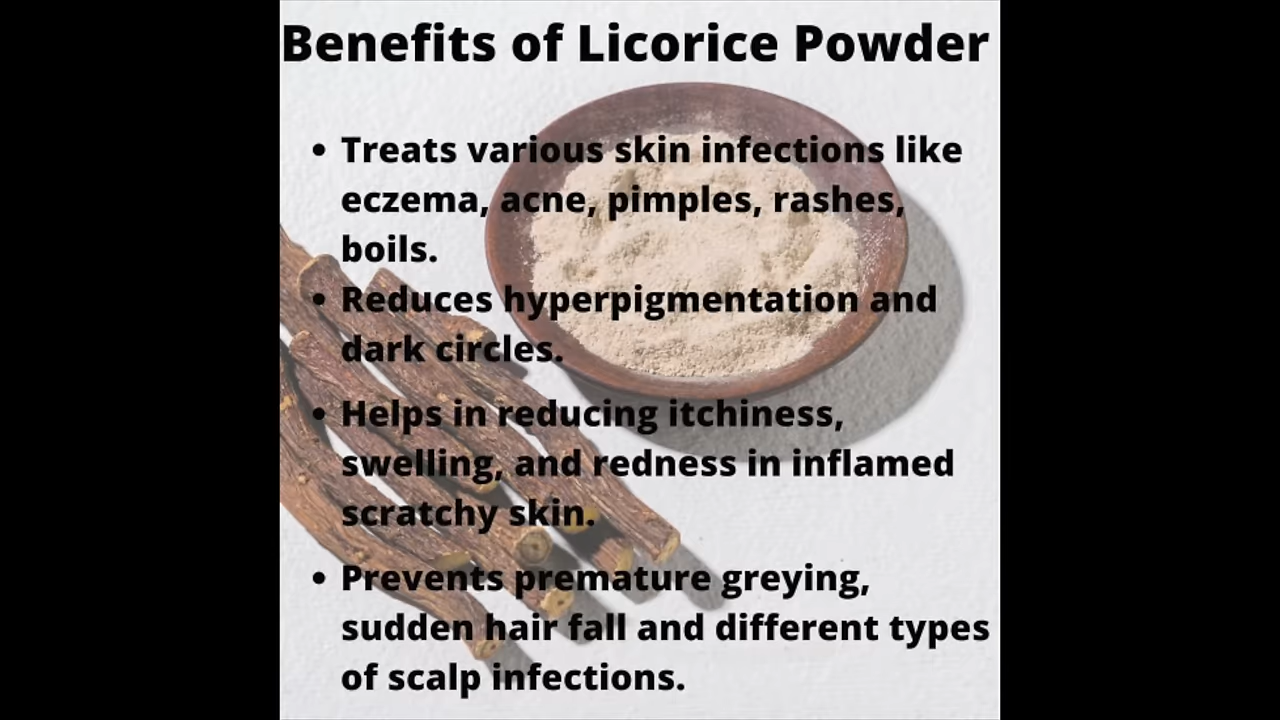 Benefits of Licorice Powder
• Treats various skin infections like
eczema, acne, pimples, rashes,
boils.
• Reduces hyperpigmentation and
dark circles.
• Helps in reducing itchiness,
swelling, and redness in inflamed
scratchy skin.
• Prevents premature greying,
sudden hair fall and different types
of scalp infections.